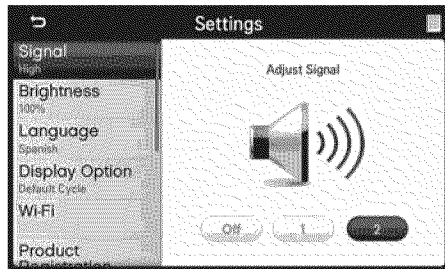 Settings
Signal
High
Brightness
100%
Language
Spanish
Display Option
Default Cycle
Wi-Fi
Product
Registration
Adjust Signal
Off
1
2